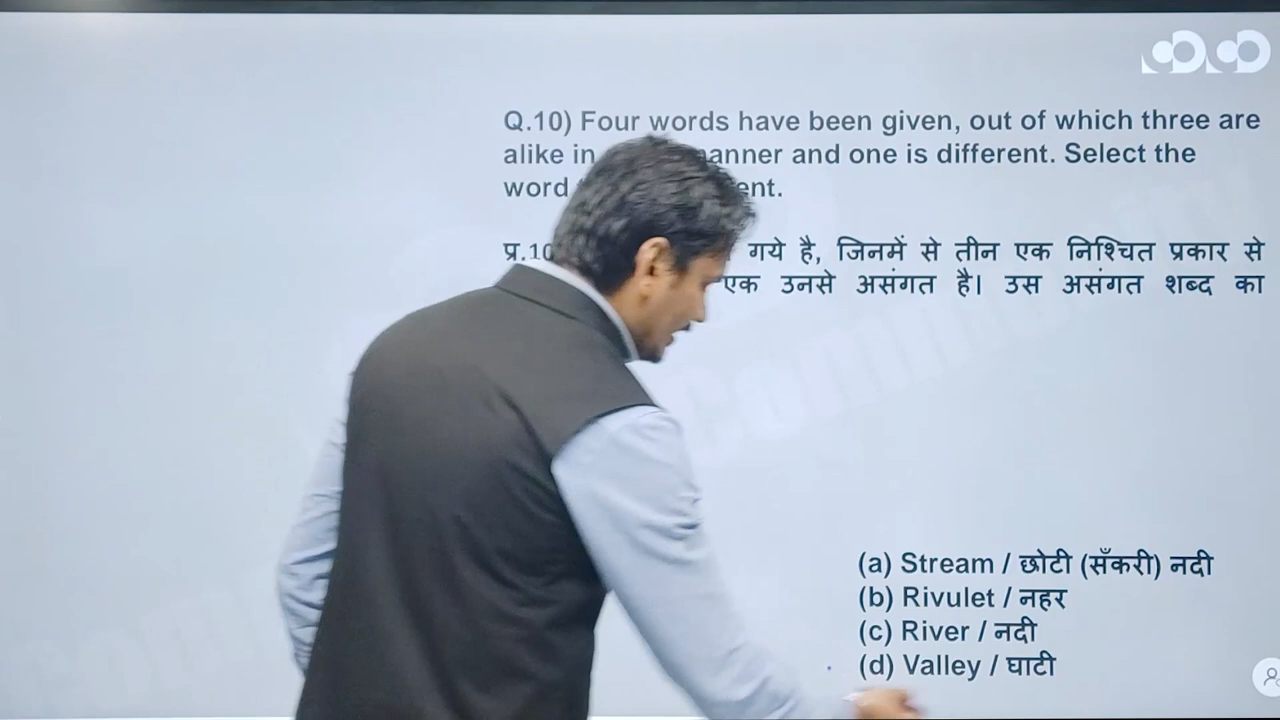 Q.10) Four words have been given, out of which three are
alike in anner and one is different. Select the
word ent.
प्र.10 गये है, जिनमें से तीन एक निश्चित प्रकार से
एक उनसे असंगत है। उस असंगत शब्द का
(a) Stream / छोटी (सँकरी) नदी
(b) Rivulet / नहर
(c) River / नदी
(d) Valley / घाटी